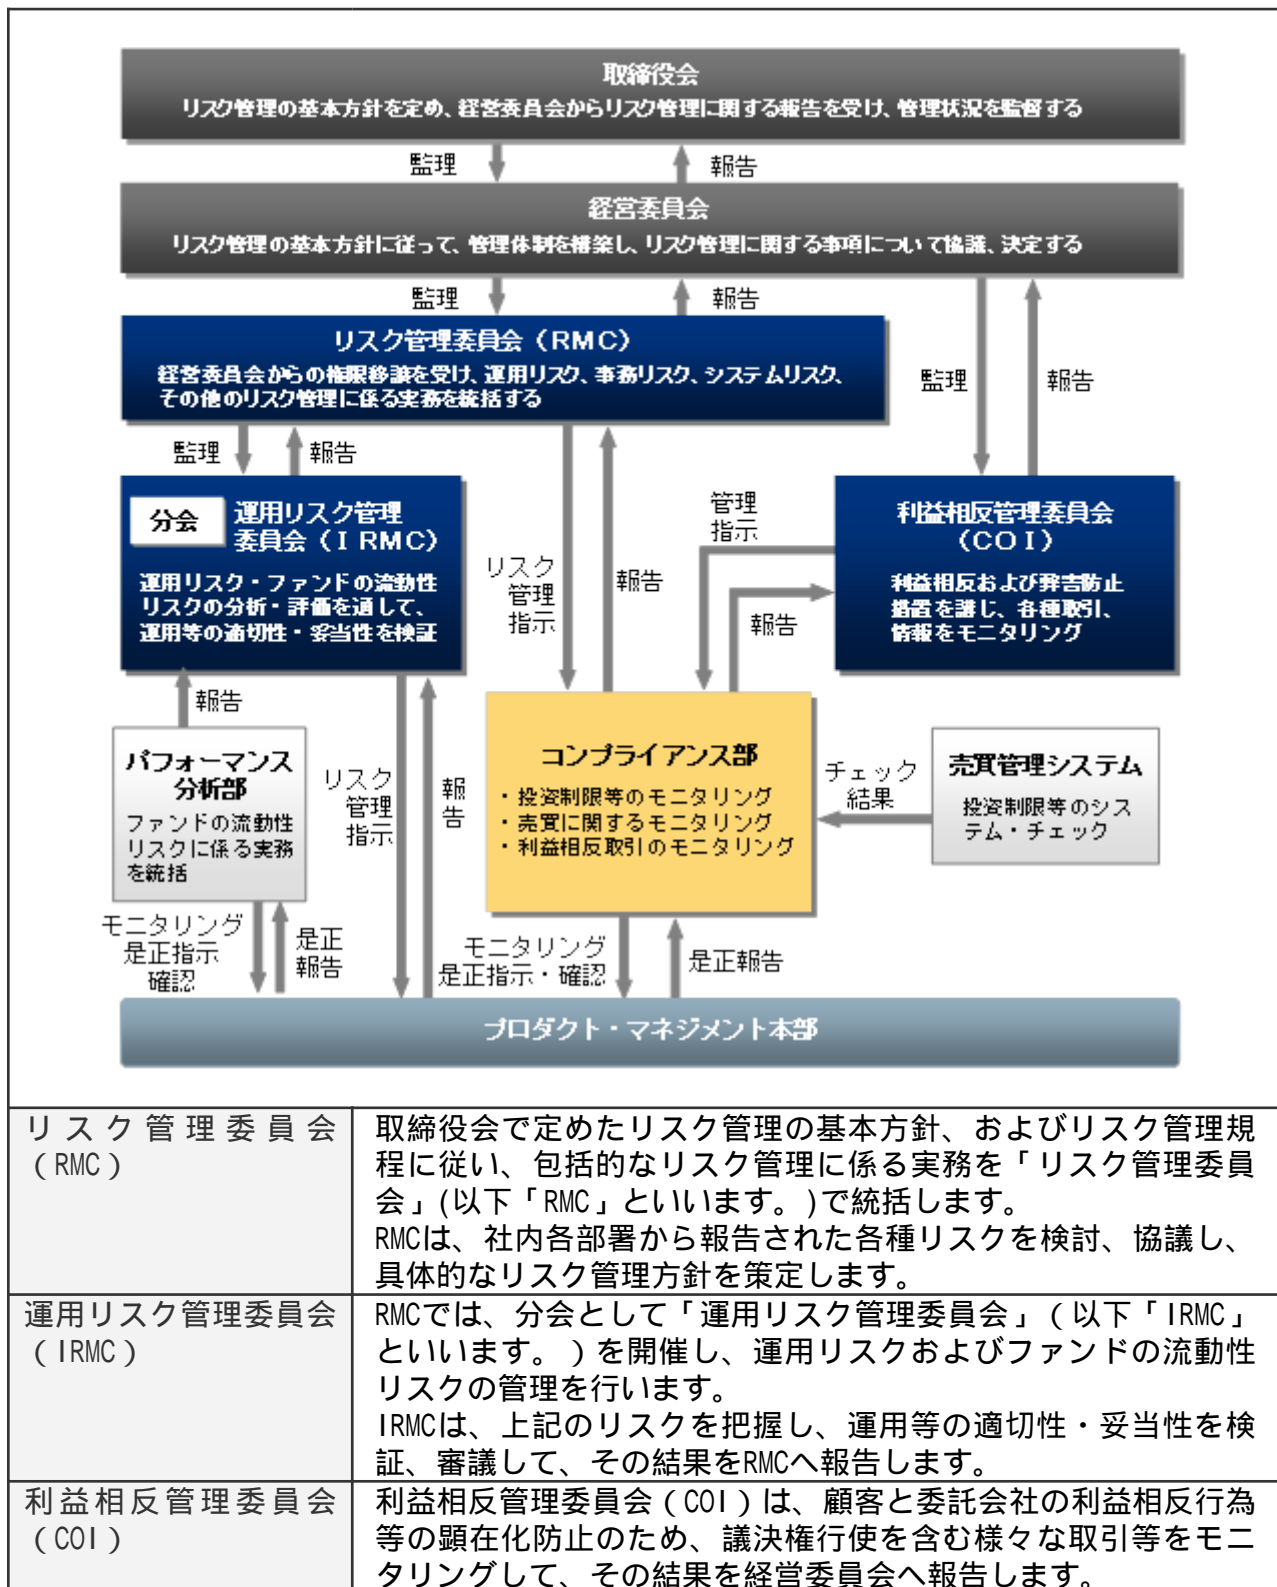 取締役会
リスク管理の基本方針を定め、経営委員会からリスク管理に関する報告を受け、管理状況を監督する
監理
報告
経営委員会
リスク管理の基本方針に従って、管理体制を構築し、リスク管理に関する事項について協議、決定する
監理
報告
リスク管理委員会（RMC）
経営委員会からの権限移譲を受け、運用リスク、事務リスク、システムリスク、
その他のリスク管理に係る実務を統括する
監理
報告
監理
報告
分会
運用リスク管理
委員会（IRMC）
運用リスク・ファンドの流動性
リスクの分析・評価を通して、
運用等の適切性・妥当性を検証
リスク
管理
指示
報告
管理
指示
報告
利益相反管理委員会
（COI）
利益相反および弊害防止
措置を講じ、各種取引、
情報をモニタリング
報告
パフォーマンス
分析部
ファンドの流動性
リスクに係る実務
を統括
リスク
管理
指示
報
告
コンプライアンス部
・投資制限等のモニタリング
・売買に関するモニタリング
・利益相反取引のモニタリング
チェック
結果
売買管理システム
投資制限等のシス
テム・チェック
モニタリング
是正指示
確認
是正
報告
モニタリング
是正指示・確認
是正報告
プロダクト・マネジメント本部
リスク管理委員会
（RMC）
取締役会で定めたリスク管理の基本方針、およびリスク管理規
程に従い、包括的なリスク管理に係る実務を「リスク管理委員
会」(以下「RMC」といいます。)で統括します。
RMCは、社内各部署から報告された各種リスクを検討、協議し、
具体的なリスク管理方針を策定します。
運用リスク管理委員会
（IRMC）
RMCでは、分会として「運用リスク管理委員会」（以下「IRMC」
といいます。）を開催し、運用リスクおよびファンドの流動性
リスクの管理を行います。
IRMCは、上記のリスクを把握し、運用等の適切性・妥当性を検
証、審議して、その結果をRMCへ報告します。
利益相反管理委員会
（COI）
利益相反管理委員会（COI）は、顧客と委託会社の利益相反行為
等の顕在化防止のため、議決権行使を含む様々な取引等をモニ
タリングして、その結果を経営委員会へ報告します。